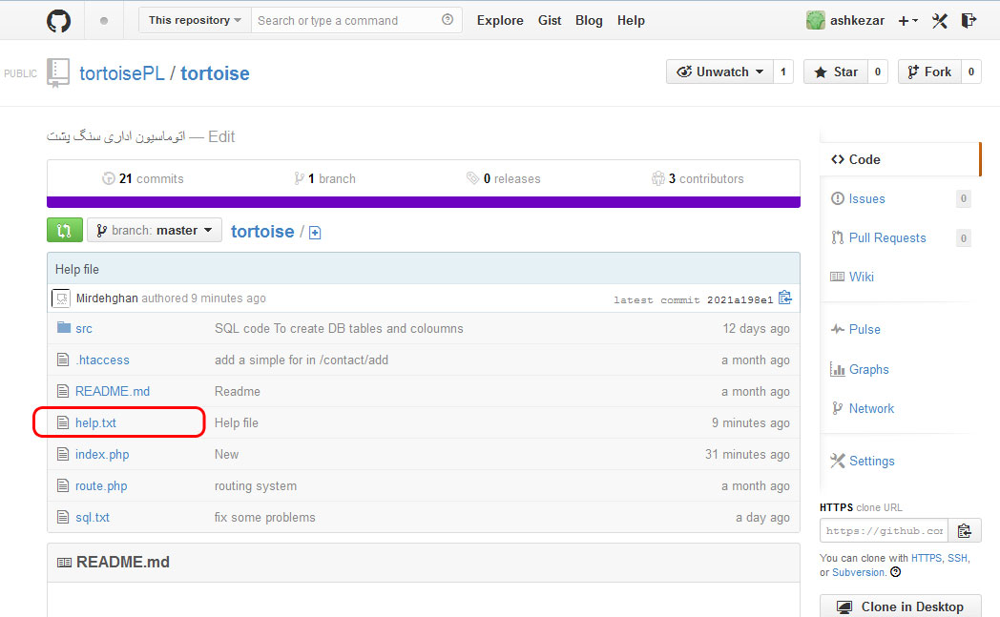 This repository Search or type a command Explore Gist Blog Help ashkezar
PUBLIC tortoisePL / tortoise Unwatch 1 Star 0 Fork 0
اتوماسیون اداری سنگ پشت — Edit
21 commits 1 branch 0 releases 3 contributors
branch: master tortoise /
Help file
Mirdehghan authored 9 minutes ago latest commit 2021a198e1
src SQL code To create DB tables and coloumns 12 days ago
.htaccess add a simple for in /contact/add a month ago
README.md Readme a month ago
help.txt Help file 9 minutes ago
index.php New 31 minutes ago
route.php routing system a month ago
sql.txt fix some problems a day ago
README.md
Code
Issues 0
Pull Requests 0
Wiki
Pulse
Graphs
Network
Settings
HTTPS clone URL
https://github.com
You can clone with HTTPS, SSH,
or Subversion.
Clone in Desktop